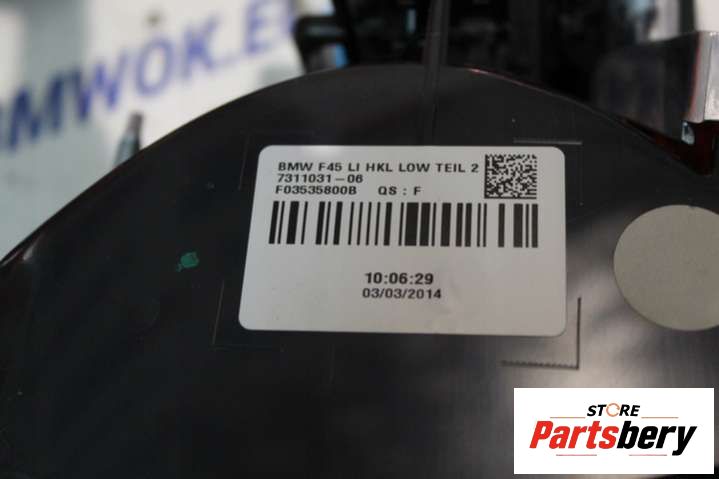 BMWOK.E
BMW F45 LI HKL LOW TEIL 2
7311031-06
F03535800B QS : F
10:06:29
03/03/2014
STORE
Partsbery